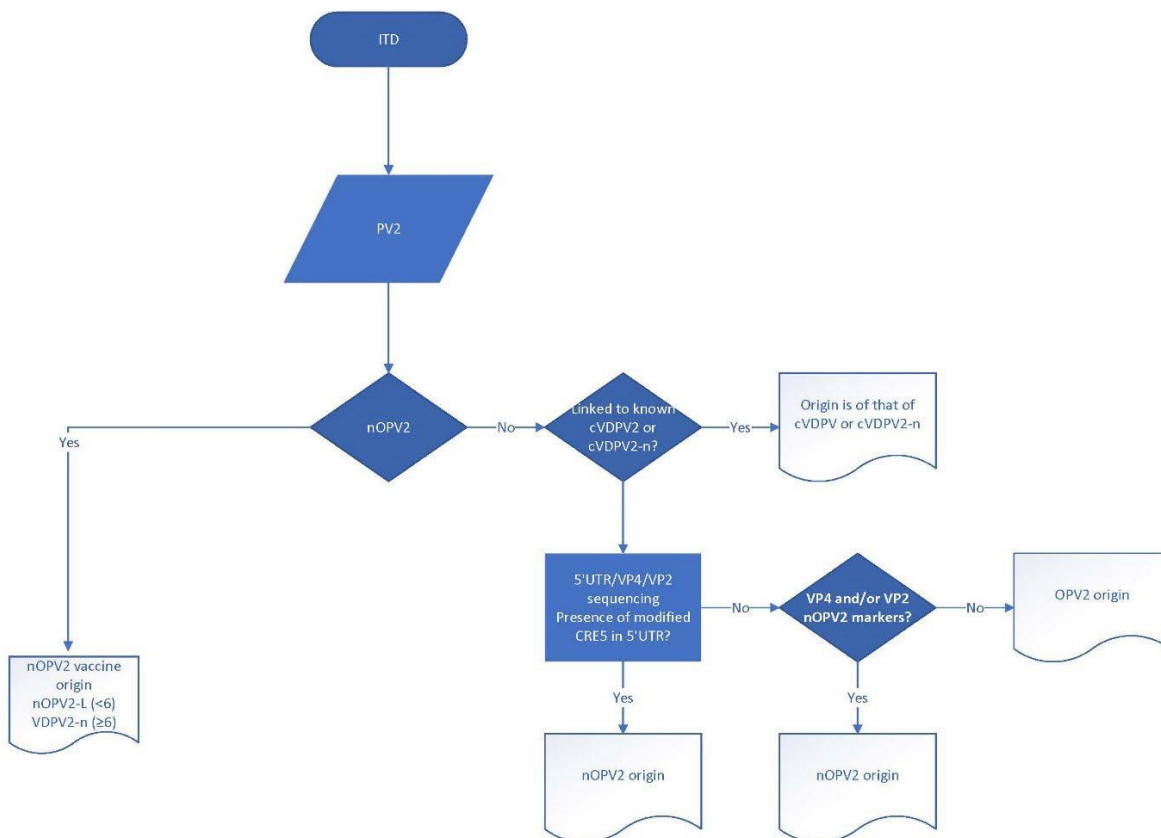 ITD
PV2
nOPV2
Yes
No
Linked to known
cVDPV2 or
cVDPV2-n?
Yes
Origin is of that of
cVDPV or cVDPV2-n
5'UTR/VP4/VP2
sequencing
Presence of modified
CRE5 in 5'UTR?
No
VP4 and/or VP2
nOPV2 markers?
No
OPV2 origin
nOPV2 vaccine
origin
nOPV2-L (<6)
VDPV2-n (≥6)
Yes
Yes
nOPV2 origin
nOPV2 origin